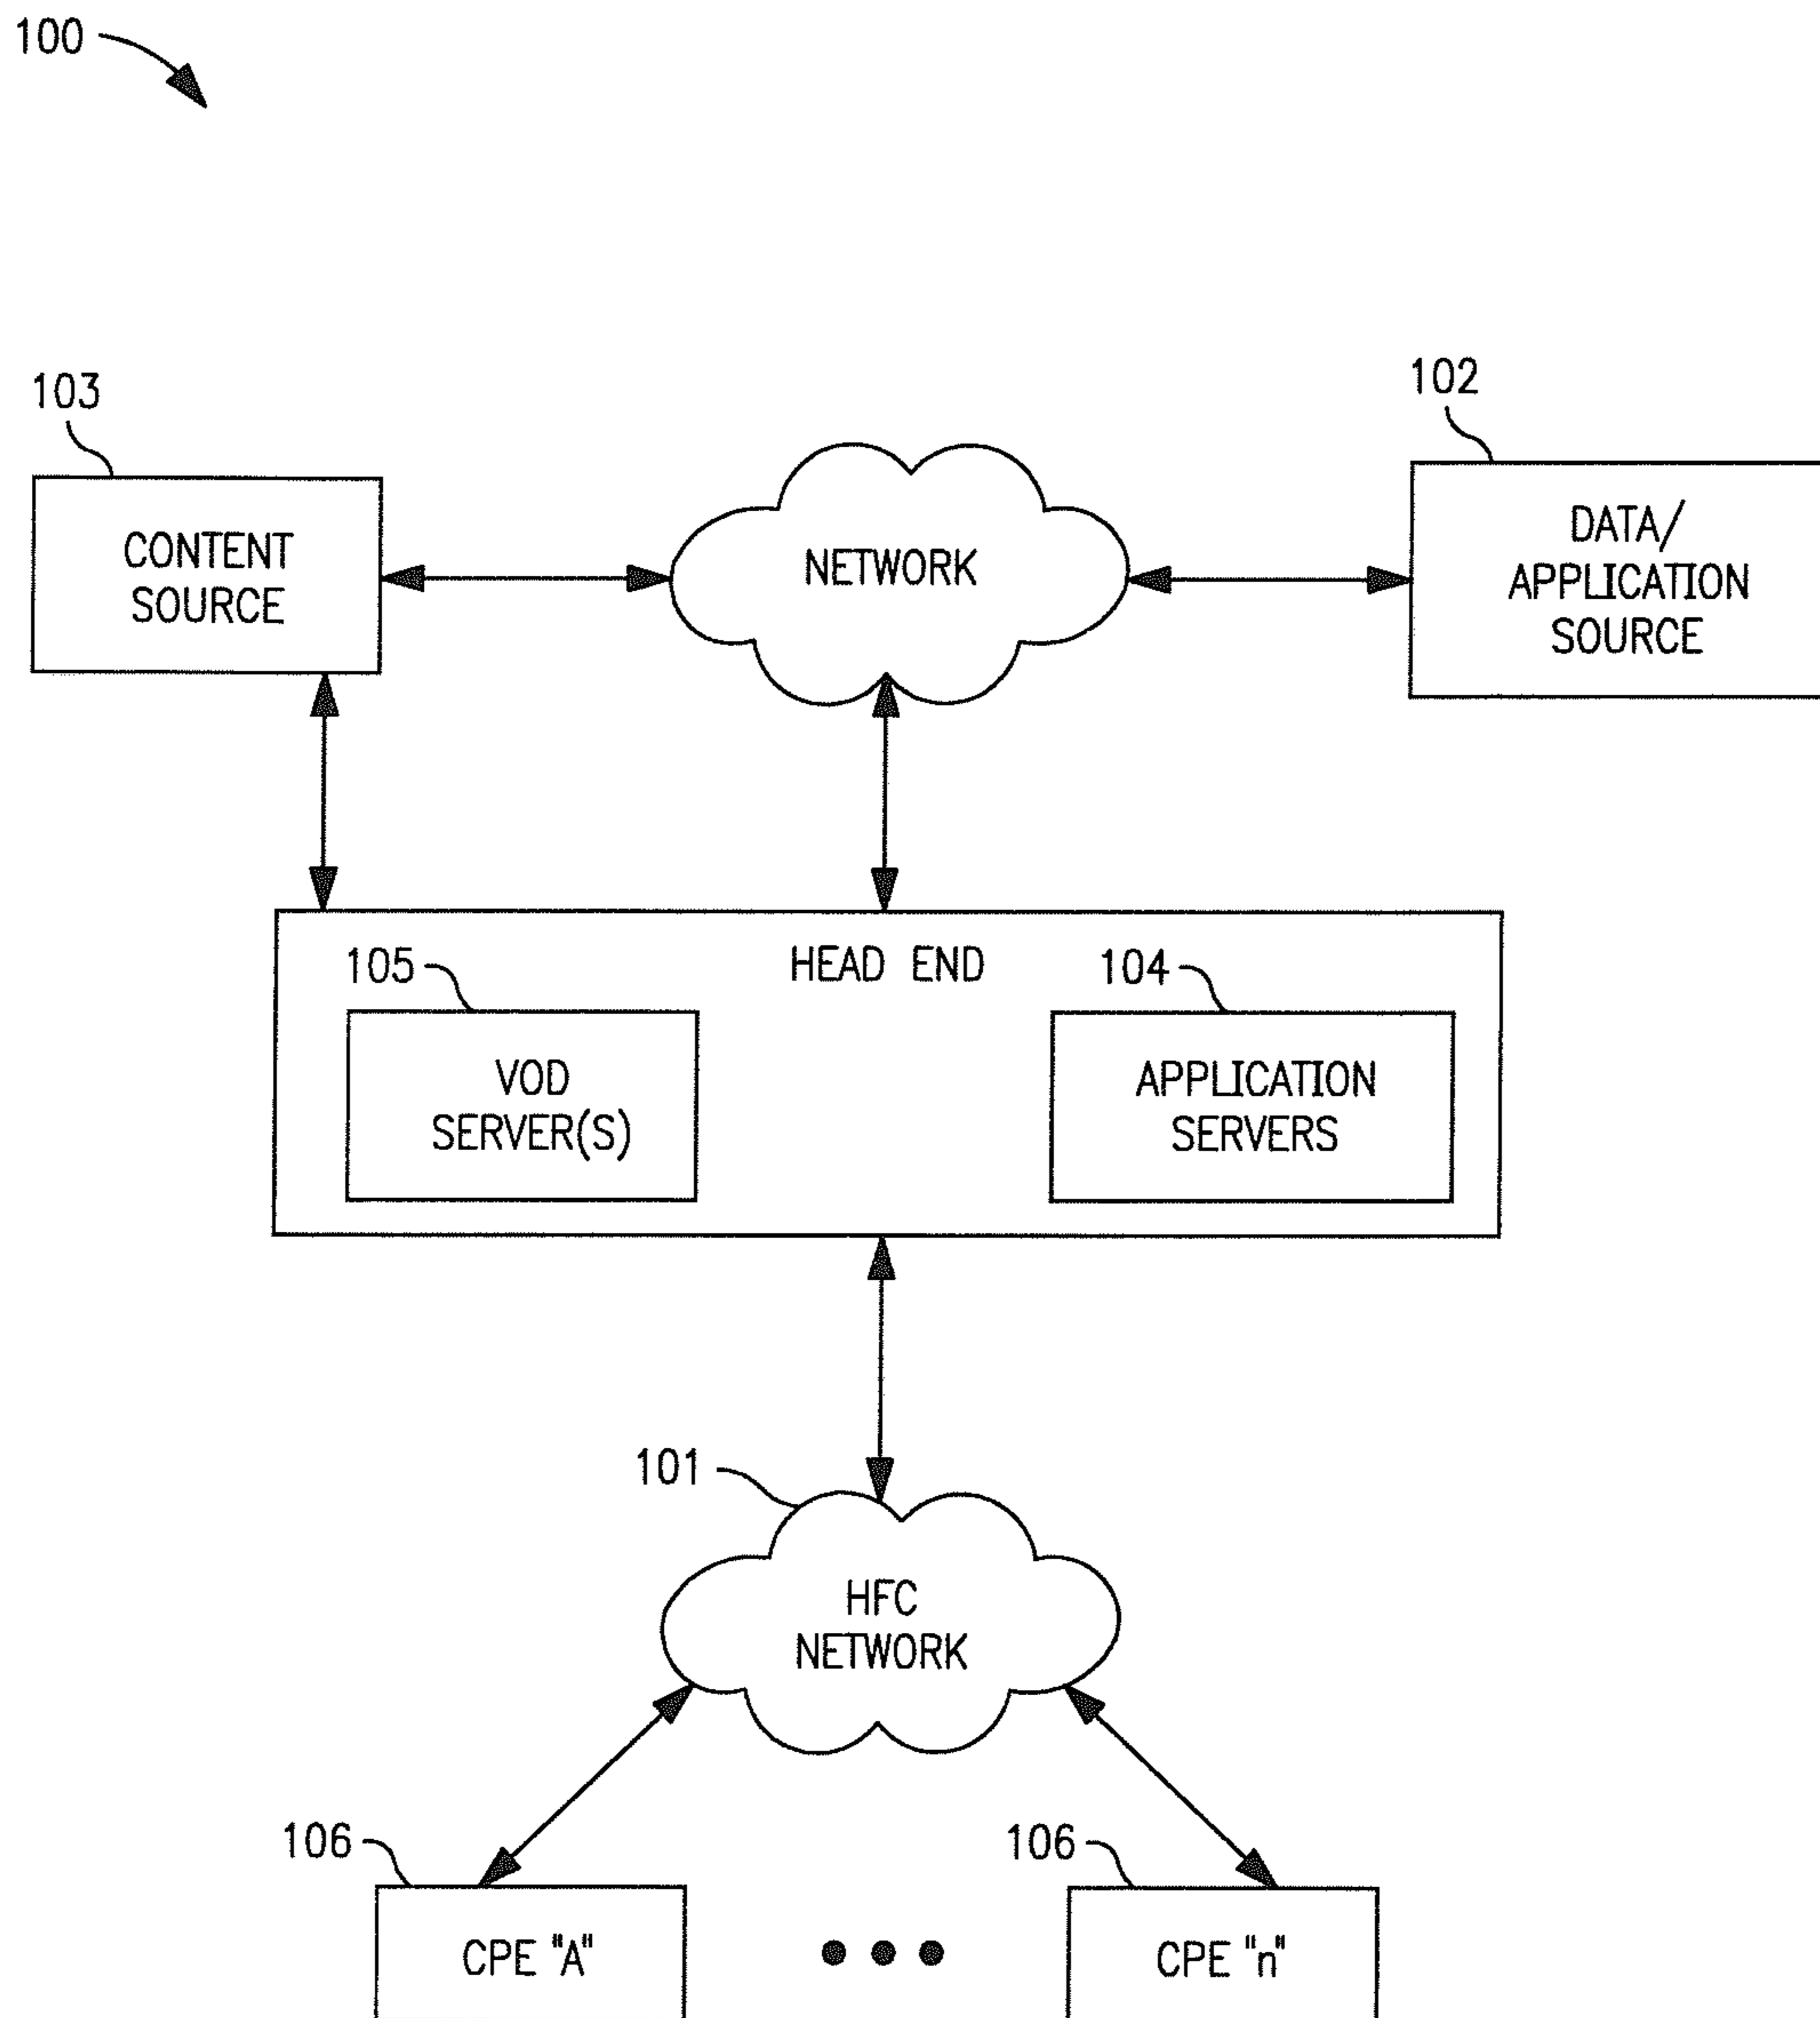 100
103
102
CONTENT
SOURCE
NETWORK
DATA/
APPLICATION
SOURCE
HEAD END
105
104
VOD
SERVER(S)
APPLICATION
SERVERS
101
HFC
NETWORK
106
106
CPE "A"
CPE "n"